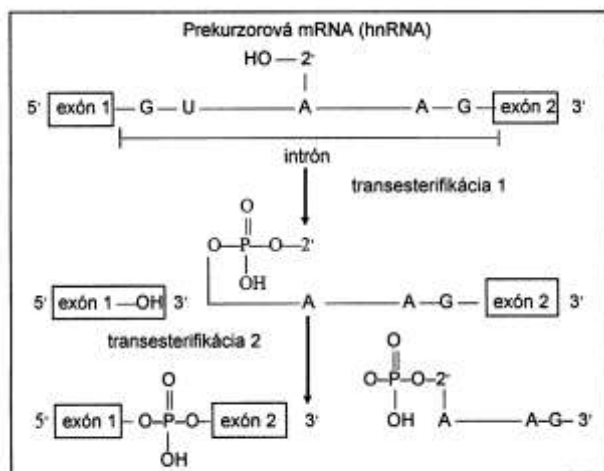 Prekurzorová mRNA (hnRNA)
HO — 2'
5' exón 1 — G — U — A — A — G — exón 2 3'
intrón
transesterifikácia 1
O
O — P — O — 2'
OH
5' exón 1 — OH 3' A — A — G — exón 2 3'
transesterifikácia 2
O
5' exón 1 — O — P — O — exón 2 3'
OH
O
O — P — O — 2'
OH A — A — G — 3'